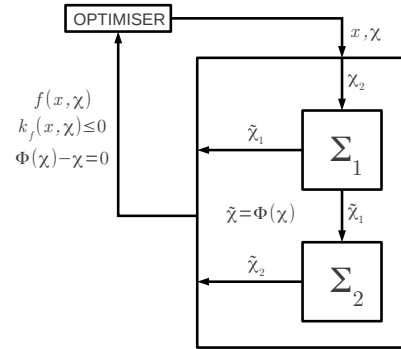 OPTIMISER
x,χ
f(x,χ)
k_f(x,χ)≤0
Φ(χ)−χ=0
χ₂
χ̃₁
Σ₁
χ̃=Φ(χ)
χ̃₁
χ̃₂
Σ₂